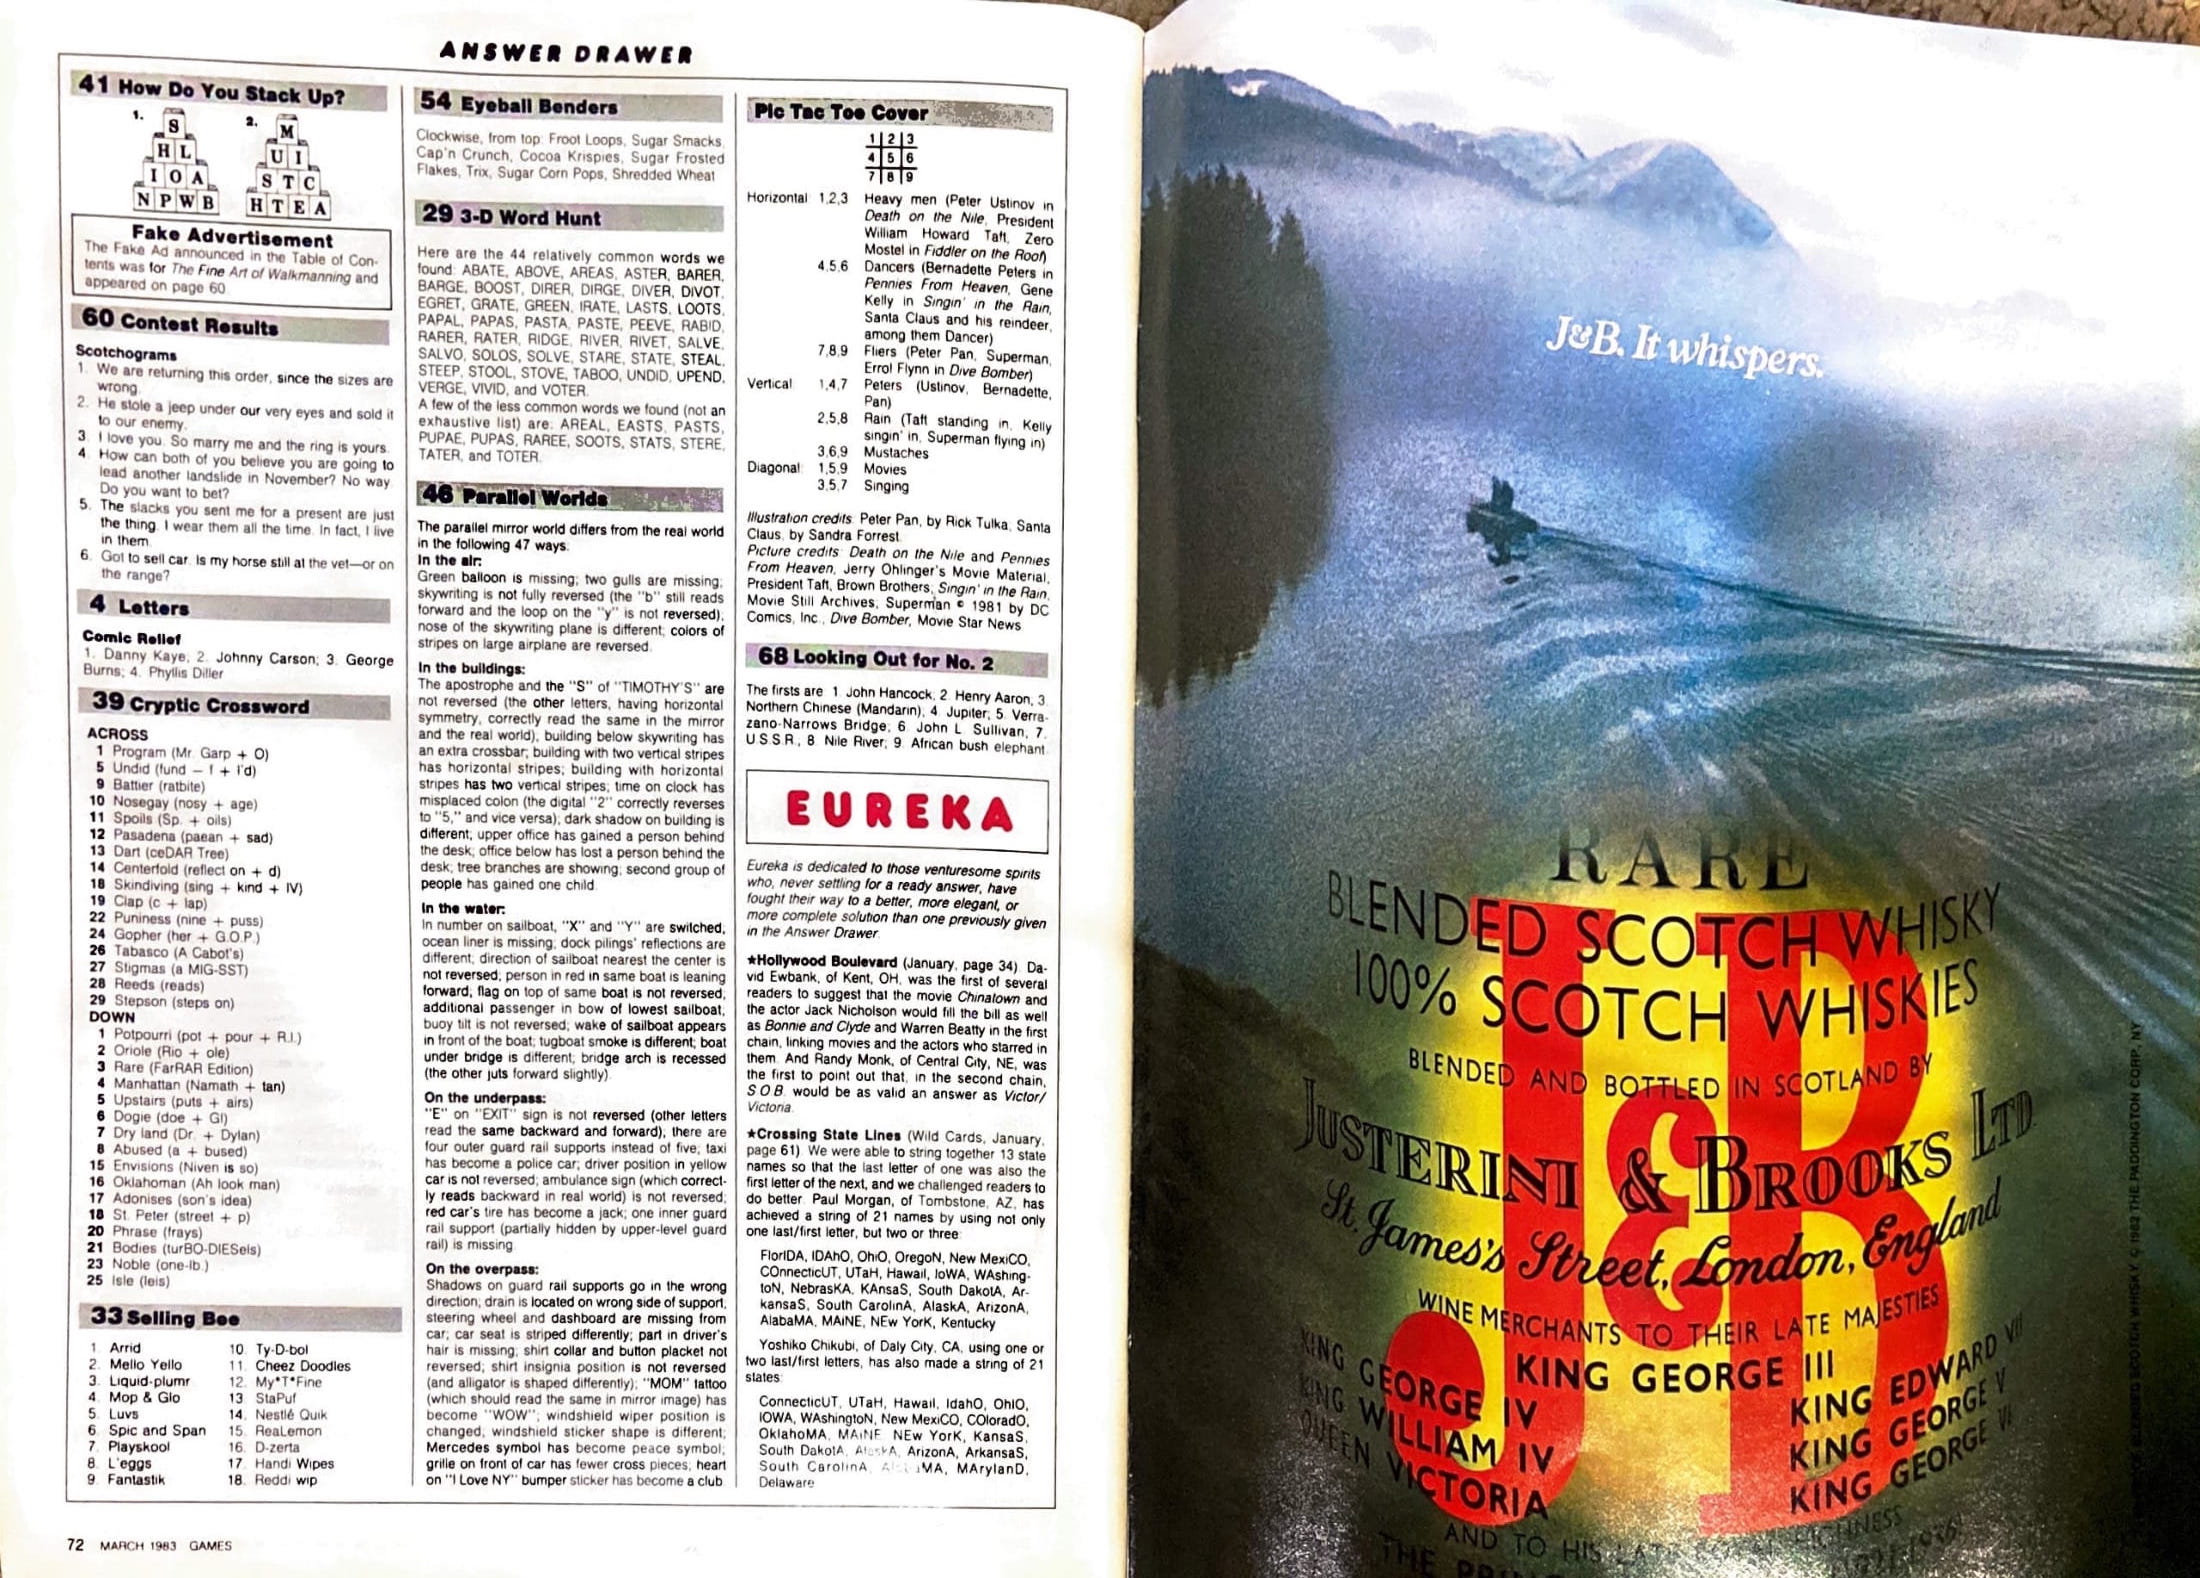 ANSWER DRAWER
41 How Do You Stack Up?
1.
S
H L
I O A
N P W B
2.
M
U I
S T C
H T E A
Fake Advertisement
The Fake Ad announced in the Table of Con-
tents was for The Fine Art of Walkmanning and
appeared on page 60
60 Contest Results
Scotchograms
1. We are returning this order, since the sizes are
wrong.
2. He stole a jeep under our very eyes and sold it
to our enemy.
3. I love you. So marry me and the ring is yours.
4. How can both of you believe you are going to
lead another landslide in November? No way.
Do you want to bet?
5. The slacks you sent me for a present are just
the thing. I wear them all the time. In fact, I live
in them.
6. Got to sell car. Is my horse still at the vet—or on
the range?
4 Letters
Comic Relief
1. Danny Kaye; 2. Johnny Carson; 3. George
Burns; 4. Phyllis Diller
39 Cryptic Crossword
ACROSS
1 Program (Mr. Garp + O)
5 Undid (fund – f + I'd)
9 Battier (ratbite)
10 Nosegay (nosy + age)
11 Spoils (Sp. + oils)
12 Pasadena (paean + sad)
13 Dart (ceDAR Tree)
14 Centerfold (reflect on + d)
18 Skindiving (sing + kind + IV)
19 Clap (c + lap)
22 Puniness (nine + puss)
24 Gopher (her + G.O.P.)
26 Tabasco (A Cabot's)
27 Stigmas (a MIG-SST)
28 Reeds (reads)
29 Stepson (steps on)
DOWN
1 Potpourri (pot + pour + R.I.)
2 Oriole (Rio + ole)
3 Rare (FarRAR Edition)
4 Manhattan (Namath + tan)
5 Upstairs (puts + airs)
6 Dogie (doe + GI)
7 Dry land (Dr. + Dylan)
8 Abused (a + bused)
15 Envisions (Niven is so)
16 Oklahoman (Ah look man)
17 Adonises (son's idea)
18 St. Peter (street + p)
20 Phrase (frays)
21 Bodies (turBO-DIESels)
23 Noble (one-lb.)
25 Isle (leis)
33 Selling Bee
1. Arrid
2. Mello Yello
3. Liquid-plumr
4. Mop & Glo
5. Luvs
6. Spic and Span
7. Playskool
8. L'eggs
9. Fantastik
10. Ty-D-bol
11. Cheez Doodles
12. My*T*Fine
13. StaPuf
14. Nestlé Quik
15. ReaLemon
16. D-zerta
17. Handi Wipes
18. Reddi wip
54 Eyeball Benders
Clockwise, from top: Froot Loops, Sugar Smacks,
Cap'n Crunch, Cocoa Krispies, Sugar Frosted
Flakes, Trix, Sugar Corn Pops, Shredded Wheat
29 3-D Word Hunt
Here are the 44 relatively common words we
found: ABATE, ABOVE, AREAS, ASTER, BARER,
BARGE, BOOST, DIRER, DIRGE, DIVER, DIVOT,
EGRET, GRATE, GREEN, IRATE, LASTS, LOOTS,
PAPAL, PAPAS, PASTA, PASTE, PEEVE, RABID,
RARER, RATER, RIDGE, RIVER, RIVET, SALVE,
SALVO, SOLOS, SOLVE, STARE, STATE, STEAL,
STEEP, STOOL, STOVE, TABOO, UNDID, UPEND,
VERGE, VIVID, and VOTER.
A few of the less common words we found (not an
exhaustive list) are: AREAL, EASTS, PASTS,
PUPAE, PUPAS, RAREE, SOOTS, STATS, STERE,
TATER, and TOTER.
46 Parallel Worlds
The parallel mirror world differs from the real world
in the following 47 ways:
In the air:
Green balloon is missing; two gulls are missing;
skywriting is not fully reversed (the "b" still reads
forward and the loop on the "y" is not reversed);
nose of the skywriting plane is different; colors of
stripes on large airplane are reversed.
In the buildings:
The apostrophe and the "S" of "TIMOTHY'S" are
not reversed (the other letters, having horizontal
symmetry, correctly read the same in the mirror
and the real world); building below skywriting has
an extra crossbar; building with two vertical stripes
has horizontal stripes; building with horizontal
stripes has two vertical stripes; time on clock has
misplaced colon (the digital "2" correctly reverses
to "5," and vice versa); dark shadow on building is
different; upper office has gained a person behind
the desk; office below has lost a person behind the
desk; tree branches are showing; second group of
people has gained one child.
In the water:
In number on sailboat, "X" and "Y" are switched;
ocean liner is missing; dock pilings' reflections are
different; direction of sailboat nearest the center is
not reversed; person in red in same boat is leaning
forward; flag on top of same boat is not reversed;
additional passenger in bow of lowest sailboat;
buoy tilt is not reversed; wake of sailboat appears
in front of the boat; tugboat smoke is different; boat
under bridge is different; bridge arch is recessed
(the other juts forward slightly).
On the underpass:
"E" on "EXIT" sign is not reversed (other letters
read the same backward and forward); there are
four outer guard rail supports instead of five; taxi
has become a police car; driver position in yellow
car is not reversed; ambulance sign (which correct-
ly reads backward in real world) is not reversed;
red car's tire has become a jack; one inner guard
rail support (partially hidden by upper-level guard
rail) is missing.
On the overpass:
Shadows on guard rail supports go in the wrong
direction; drain is located on wrong side of support;
steering wheel and dashboard are missing from
car; car seat is striped differently; part in driver's
hair is missing; shirt collar and button placket not
reversed; shirt insignia position is not reversed
(and alligator is shaped differently); "MOM" tattoo
(which should read the same in mirror image) has
become "WOW"; windshield wiper position is
changed; windshield sticker shape is different;
Mercedes symbol has become peace symbol;
grille on front of car has fewer cross pieces; heart
on "I Love NY" bumper sticker has become a club.
Pic Tac Toe Cover
1 2 3
4 5 6
7 8 9
Horizontal 1,2,3 Heavy men (Peter Ustinov in
Death on the Nile, President
William Howard Taft, Zero
Mostel in Fiddler on the Roof)
4,5,6 Dancers (Bernadette Peters in
Pennies From Heaven, Gene
Kelly in Singin' in the Rain,
Santa Claus and his reindeer,
among them Dancer)
7,8,9 Fliers (Peter Pan, Superman,
Errol Flynn in Dive Bomber)
Vertical 1,4,7 Peters (Ustinov, Bernadette,
Pan)
2,5,8 Rain (Taft standing in, Kelly
singin' in, Superman flying in)
3,6,9 Mustaches
Diagonal 1,5,9 Movies
3,5,7 Singing
Illustration credits: Peter Pan, by Rick Tulka; Santa
Claus, by Sandra Forrest.
Picture credits: Death on the Nile and Pennies
From Heaven, Jerry Ohlinger's Movie Material;
President Taft, Brown Brothers; Singin' in the Rain,
Movie Still Archives; Superman © 1981 by DC
Comics, Inc.; Dive Bomber, Movie Star News
68 Looking Out for No. 2
The firsts are: 1. John Hancock; 2. Henry Aaron; 3.
Northern Chinese (Mandarin); 4. Jupiter; 5. Verra-
zano-Narrows Bridge; 6. John L. Sullivan; 7.
U.S.S.R.; 8. Nile River; 9. African bush elephant.
EUREKA
Eureka is dedicated to those venturesome spirits
who, never settling for a ready answer, have
fought their way to a better, more elegant, or
more complete solution than one previously given
in the Answer Drawer.
★Hollywood Boulevard (January, page 34). Da-
vid Ewbank, of Kent, OH, was the first of several
readers to suggest that the movie Chinatown and
the actor Jack Nicholson would fill the bill as well
as Bonnie and Clyde and Warren Beatty in the first
chain, linking movies and the actors who starred in
them. And Randy Monk, of Central City, NE, was
the first to point out that, in the second chain,
S.O.B. would be as valid an answer as Victor/
Victoria.
★Crossing State Lines (Wild Cards, January,
page 61). We were able to string together 13 state
names so that the last letter of one was also the
first letter of the next, and we challenged readers to
do better. Paul Morgan, of Tombstone, AZ, has
achieved a string of 21 names by using not only
one last/first letter, but two or three:
FlorIDA, IDAhO, OhiO, OregoN, New MexiCO,
COnnecticUT, UTaH, HawaiI, IoWA, WAshing-
toN, NebrasKA, KAnsaS, South DakotA, Ar-
kansaS, South CarolinA, AlaskA, ArizonA,
AlabaMA, MAiNE, NEw YorK, Kentucky
Yoshiko Chikubi, of Daly City, CA, using one or
two last/first letters, has also made a string of 21
states:
ConnecticUT, UTaH, HawaiI, IdahO, OhIO,
IOWA, WAshingtoN, New MexiCO, COloradO,
OklahoMA, MAiNE, NEw YorK, KansaS,
South DakotA, AlaskA, ArizonA, ArkansaS,
South CarolinA, MA, MArylanD,
Delaware
72 MARCH 1983 GAMES
J&B. It whispers.
RARE
BLENDED SCOTCH WHISKY
100% SCOTCH WHISKIES
BLENDED AND BOTTLED IN SCOTLAND BY
JUSTERINI & BROOKS LTD.
St. James's Street, London, England
WINE MERCHANTS TO THEIR LATE MAJESTIES
KING GEORGE III
KING GEORGE IV
KING WILLIAM IV
QUEEN VICTORIA
KING EDWARD VII
KING GEORGE V
KING GEORGE VI
J&B
AND TO HIS LATE HIGHNESS
THE
BLENDED SCOTCH WHISKY © 1982 THE PADDINGTON CORP, NY